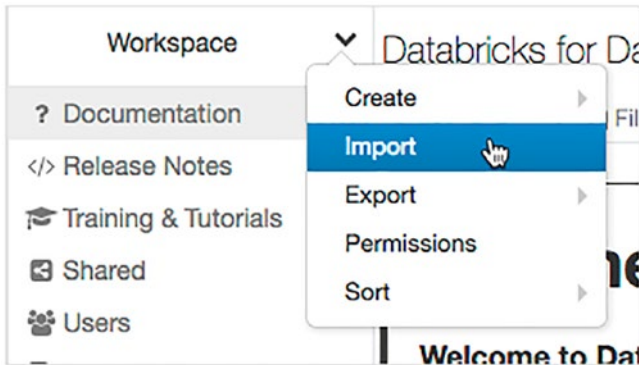 Workspace
Databricks for Da
? Documentation
</> Release Notes
Training & Tutorials
Shared
Users
Create
Import
Export
Permissions
Sort
Fil
Welcome to Dat